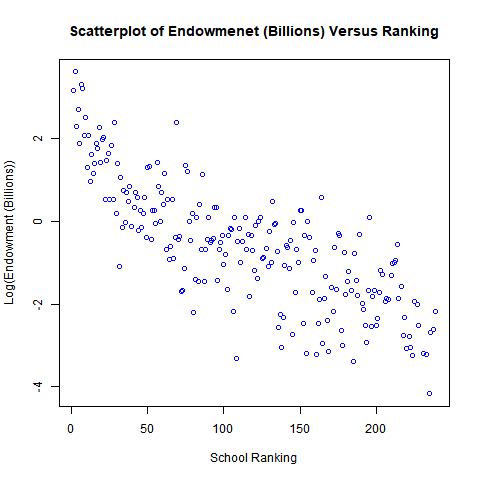 Scatterplot of Endowmenet (Billions) Versus Ranking
Log(Endowment (Billions))
2
0
-2
-4
0 50 100 150 200
School Ranking